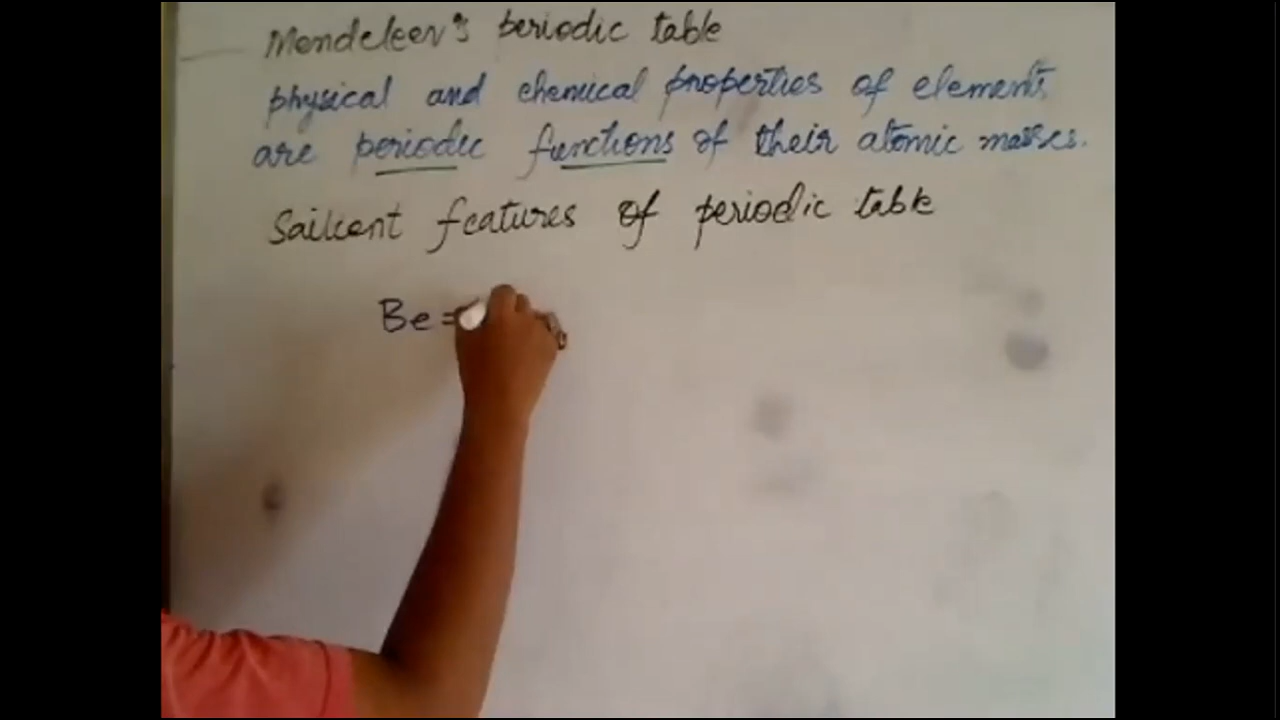 Mendeleev's periodic table
physical and chemical properties of elements
are periodic functions of their atomic masses.
Sailent features of periodic table
Be =